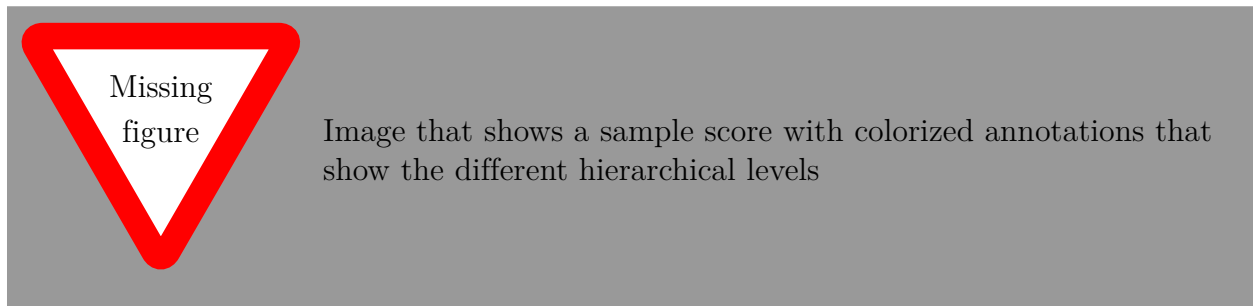 Missing
figure
Image that shows a sample score with colorized annotations that
show the different hierarchical levels